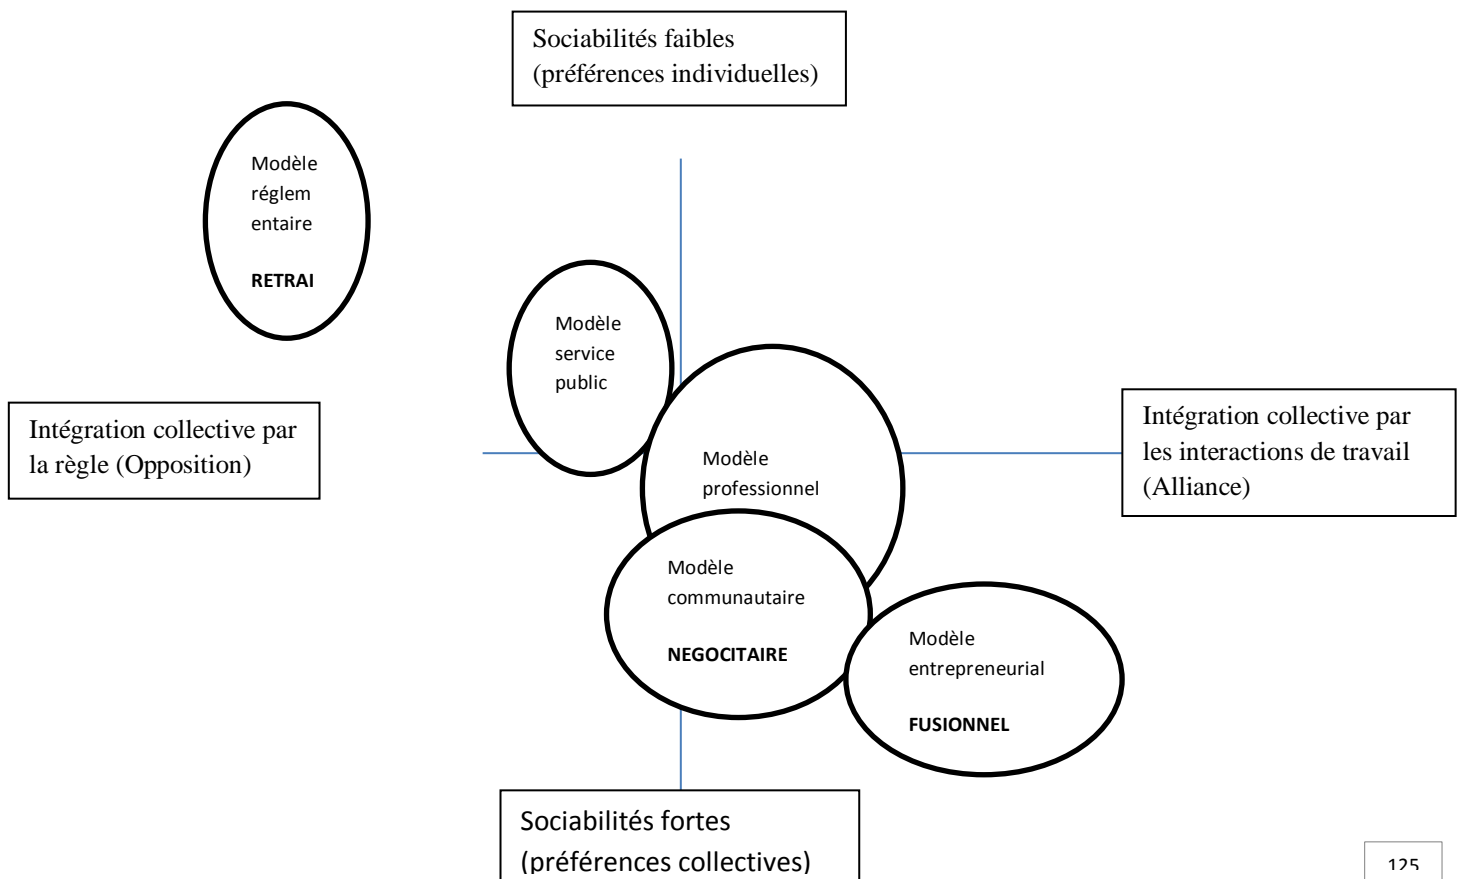 Sociabilités faibles
(préférences individuelles)
Modèle
réglem
entaire
RETRAI
Modèle
service
public
Intégration collective par
la règle (Opposition)
Intégration collective par
les interactions de travail
(Alliance)
Modèle
professionnel
Modèle
communautaire
NEGOCITAIRE
Modèle
entrepreneurial
FUSIONNEL
Sociabilités fortes
(préférences collectives)
125